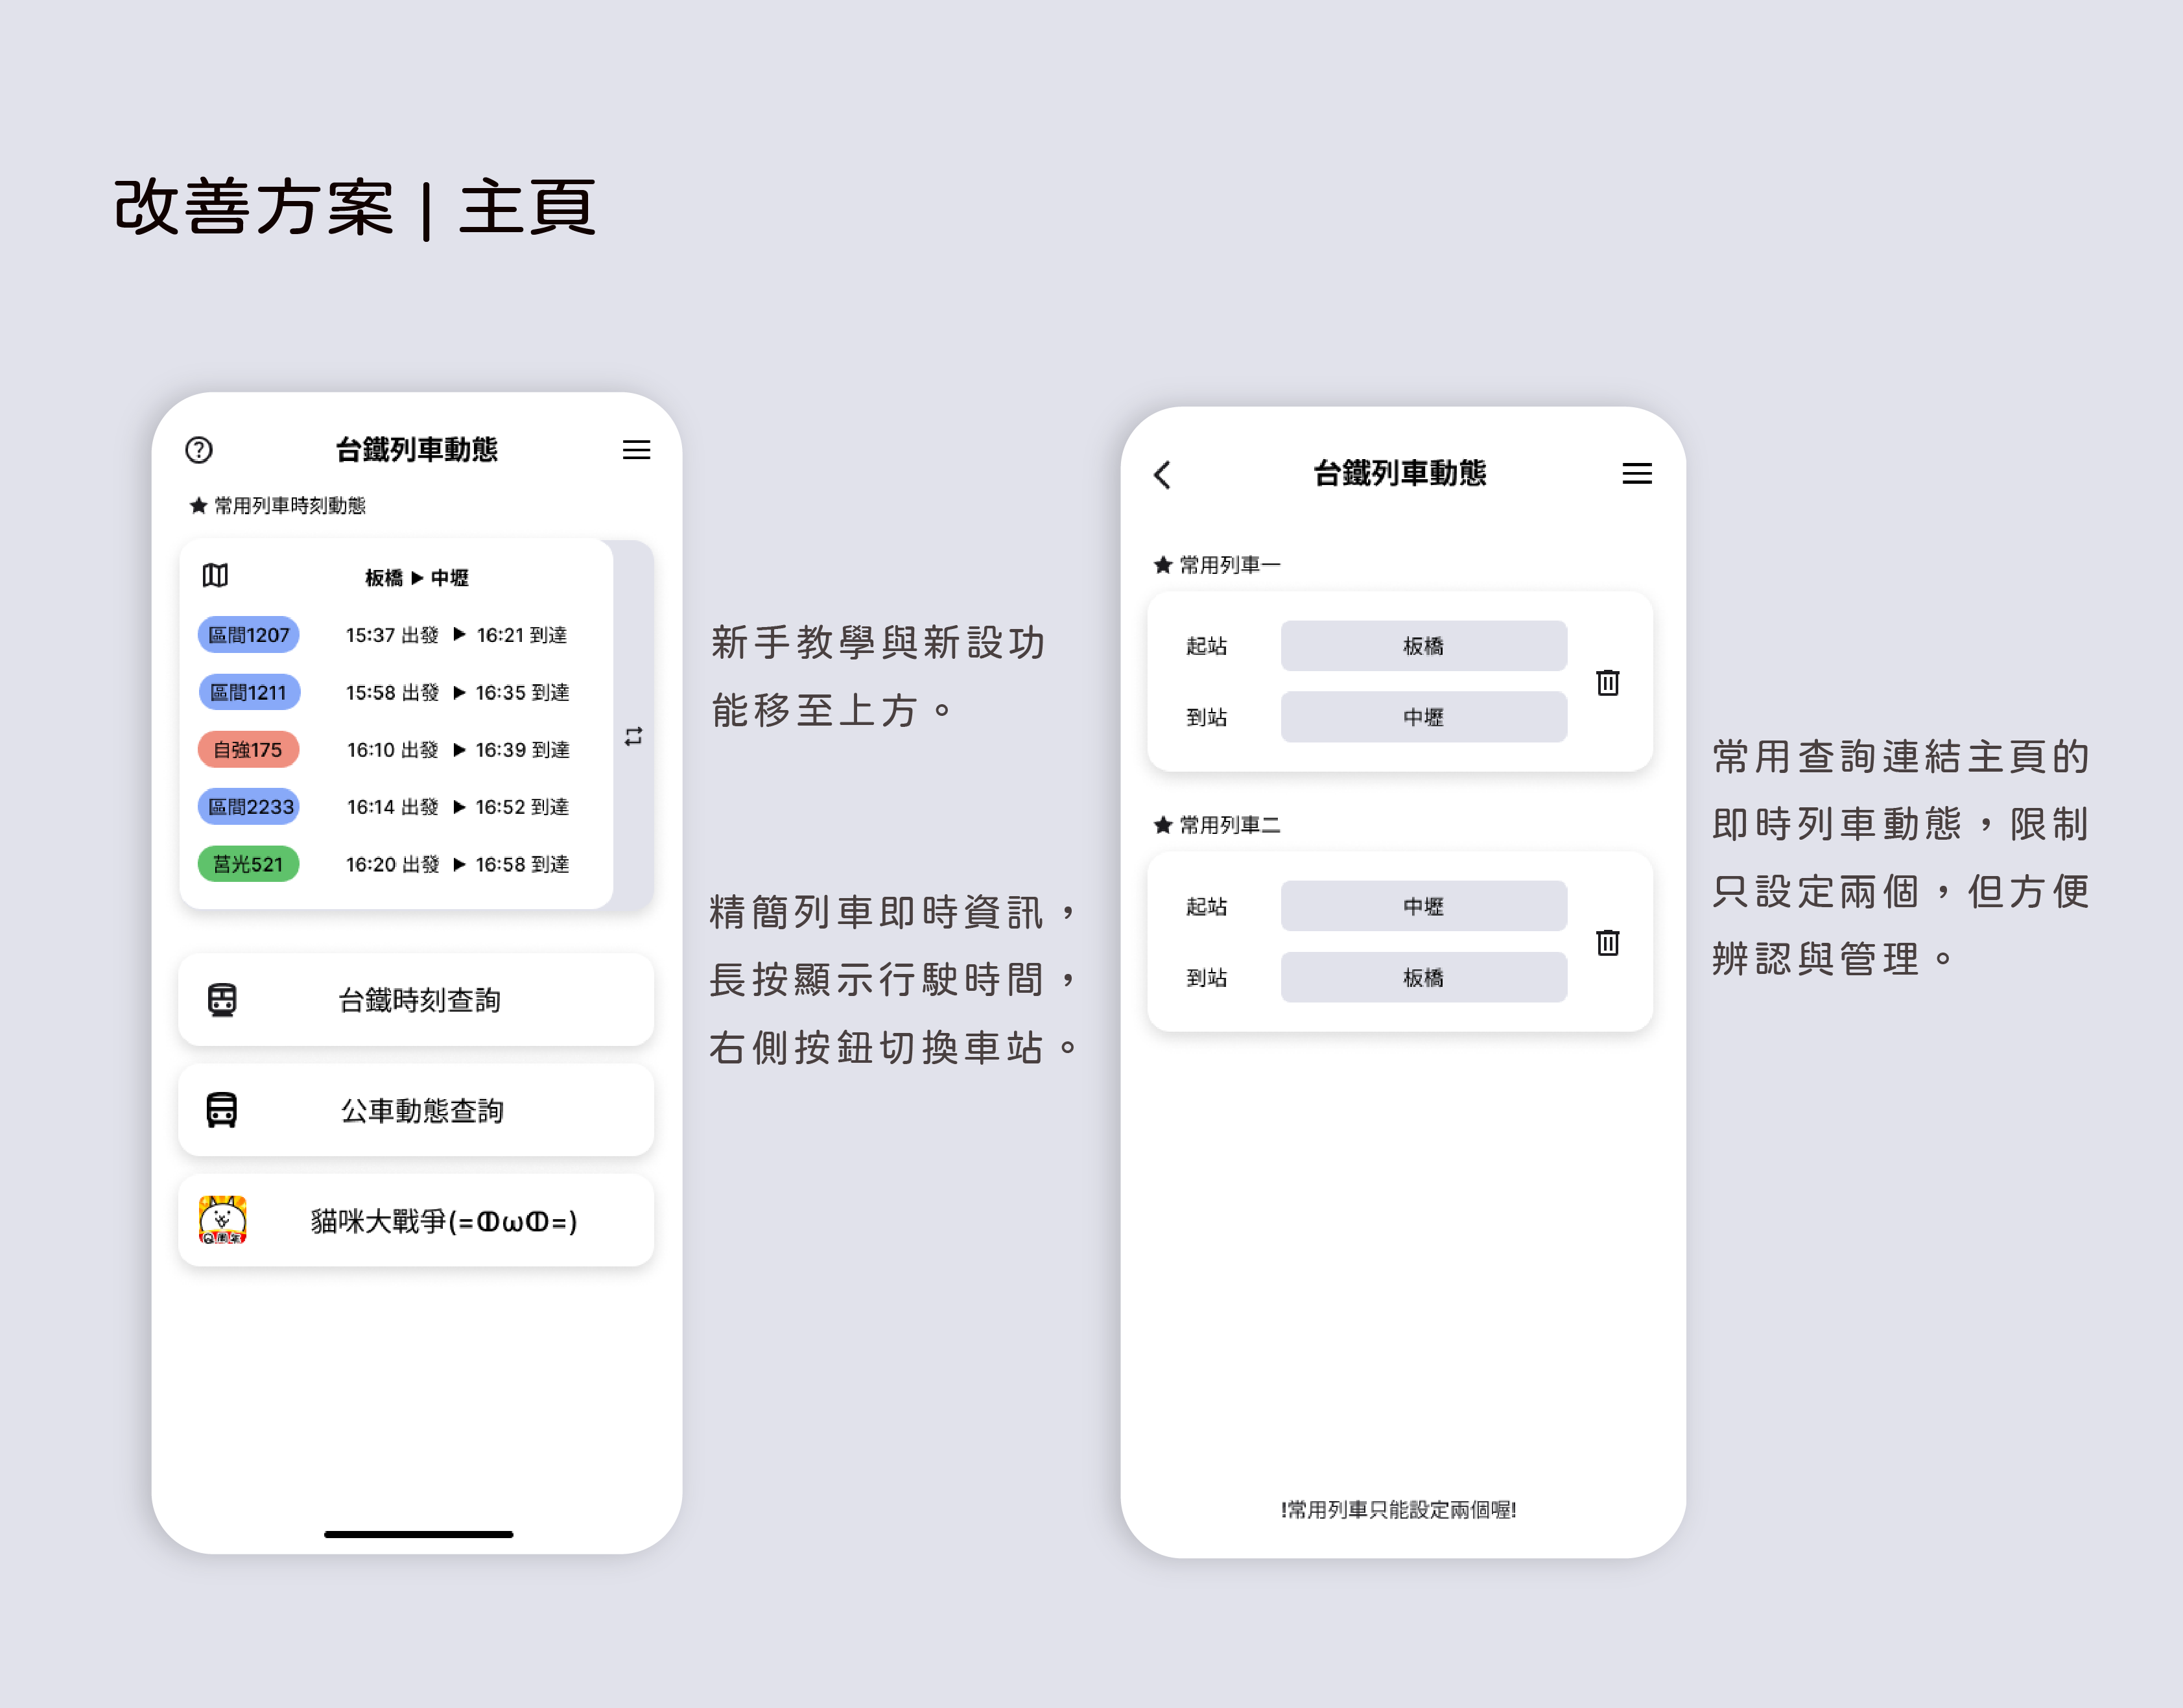 改善方案 | 主頁
台鐵列車動態
★ 常用列車時刻動態
板橋 ▶ 中壢
區間1207 15:37 出發 ▶ 16:21 到達
區間1211 15:58 出發 ▶ 16:35 到達
自強175 16:10 出發 ▶ 16:39 到達
區間2233 16:14 出發 ▶ 16:52 到達
莒光521 16:20 出發 ▶ 16:58 到達
台鐵時刻查詢
公車動態查詢
貓咪大戰爭(=ↀωↀ=)
新手教學與新設功
能移至上方。
精簡列車即時資訊，
長按顯示行駛時間，
右側按鈕切換車站。
台鐵列車動態
★ 常用列車一
起站 板橋
到站 中壢
★ 常用列車二
起站 中壢
到站 板橋
!常用列車只能設定兩個喔!
常用查詢連結主頁的
即時列車動態，限制
只設定兩個，但方便
辨認與管理。